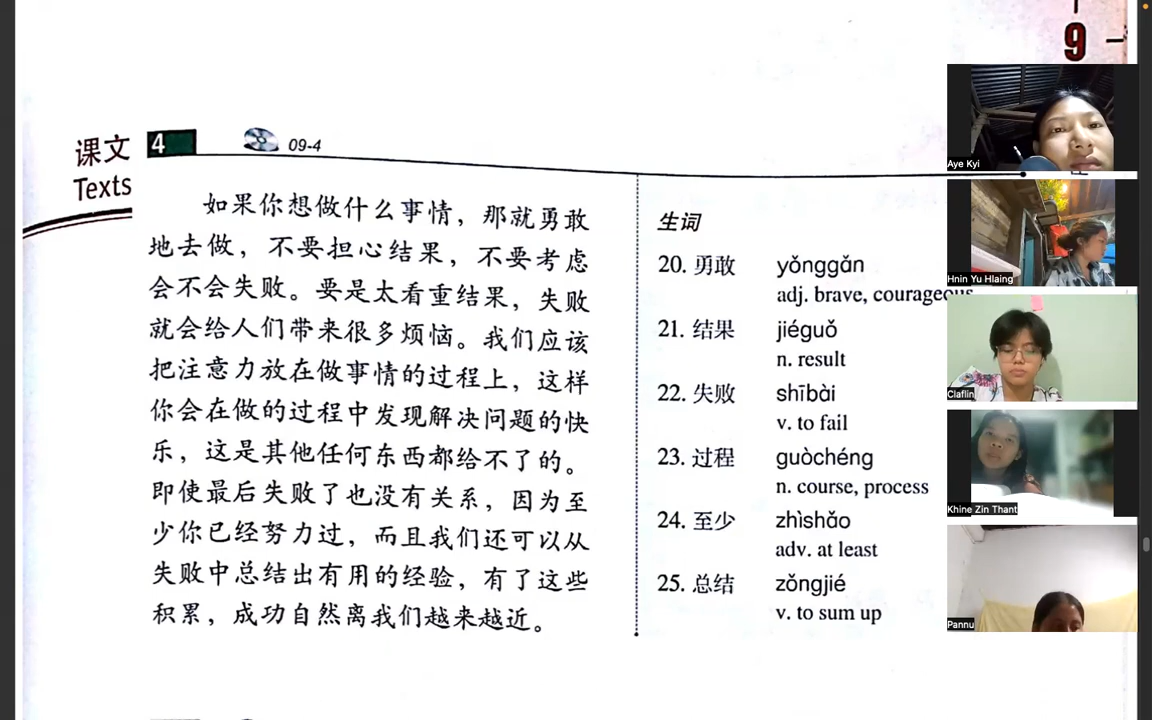 9
课文 4 09-4
Texts
如果你想做什么事情，那就勇敢
地去做，不要担心结果，不要考虑
会不会失败。要是太看重结果，失败
就会给人们带来很多烦恼。我们应该
把注意力放在做事情的过程上，这样
你会在做的过程中发现解决问题的快
乐，这是其他任何东西都给不了的。
即使最后失败了也没有关系，因为至
少你已经努力过，而且我们还可以从
失败中总结出有用的经验，有了这些
积累，成功自然离我们越来越近。
生词
20. 勇敢 yǒnggǎn
adj. brave, courageous
21. 结果 jiéguǒ
n. result
22. 失败 shībài
v. to fail
23. 过程 guòchéng
n. course, process
24. 至少 zhìshǎo
adv. at least
25. 总结 zǒngjié
v. to sum up
Aye Kyi
Hnin Yu Hlaing
Claflin
Khine Zin Thant
Pannu